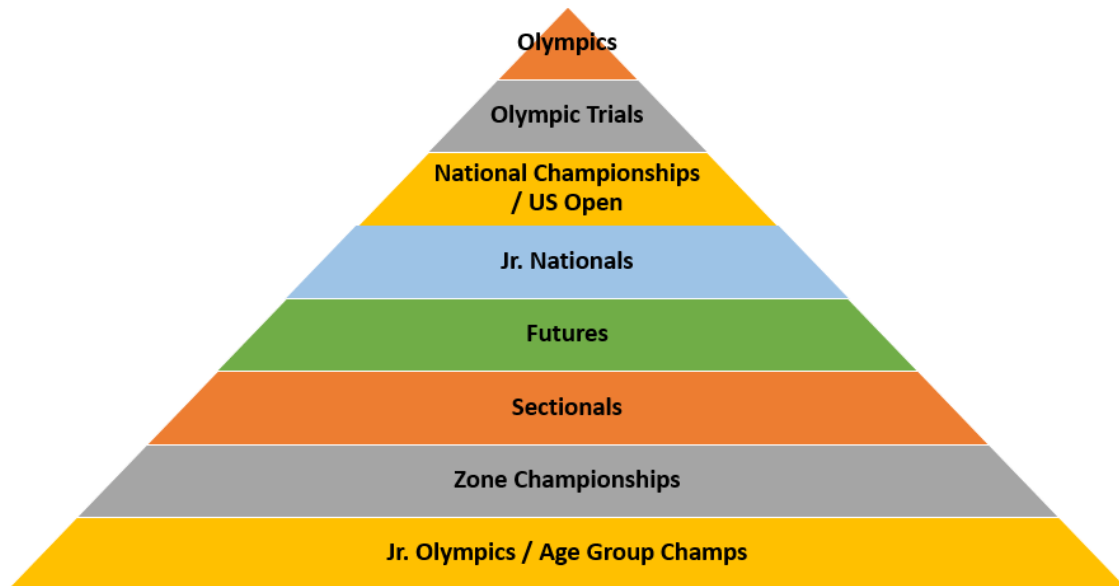 Olympics
Olympic Trials
National Championships
/ US Open
Jr. Nationals
Futures
Sectionals
Zone Championships
Jr. Olympics / Age Group Champs